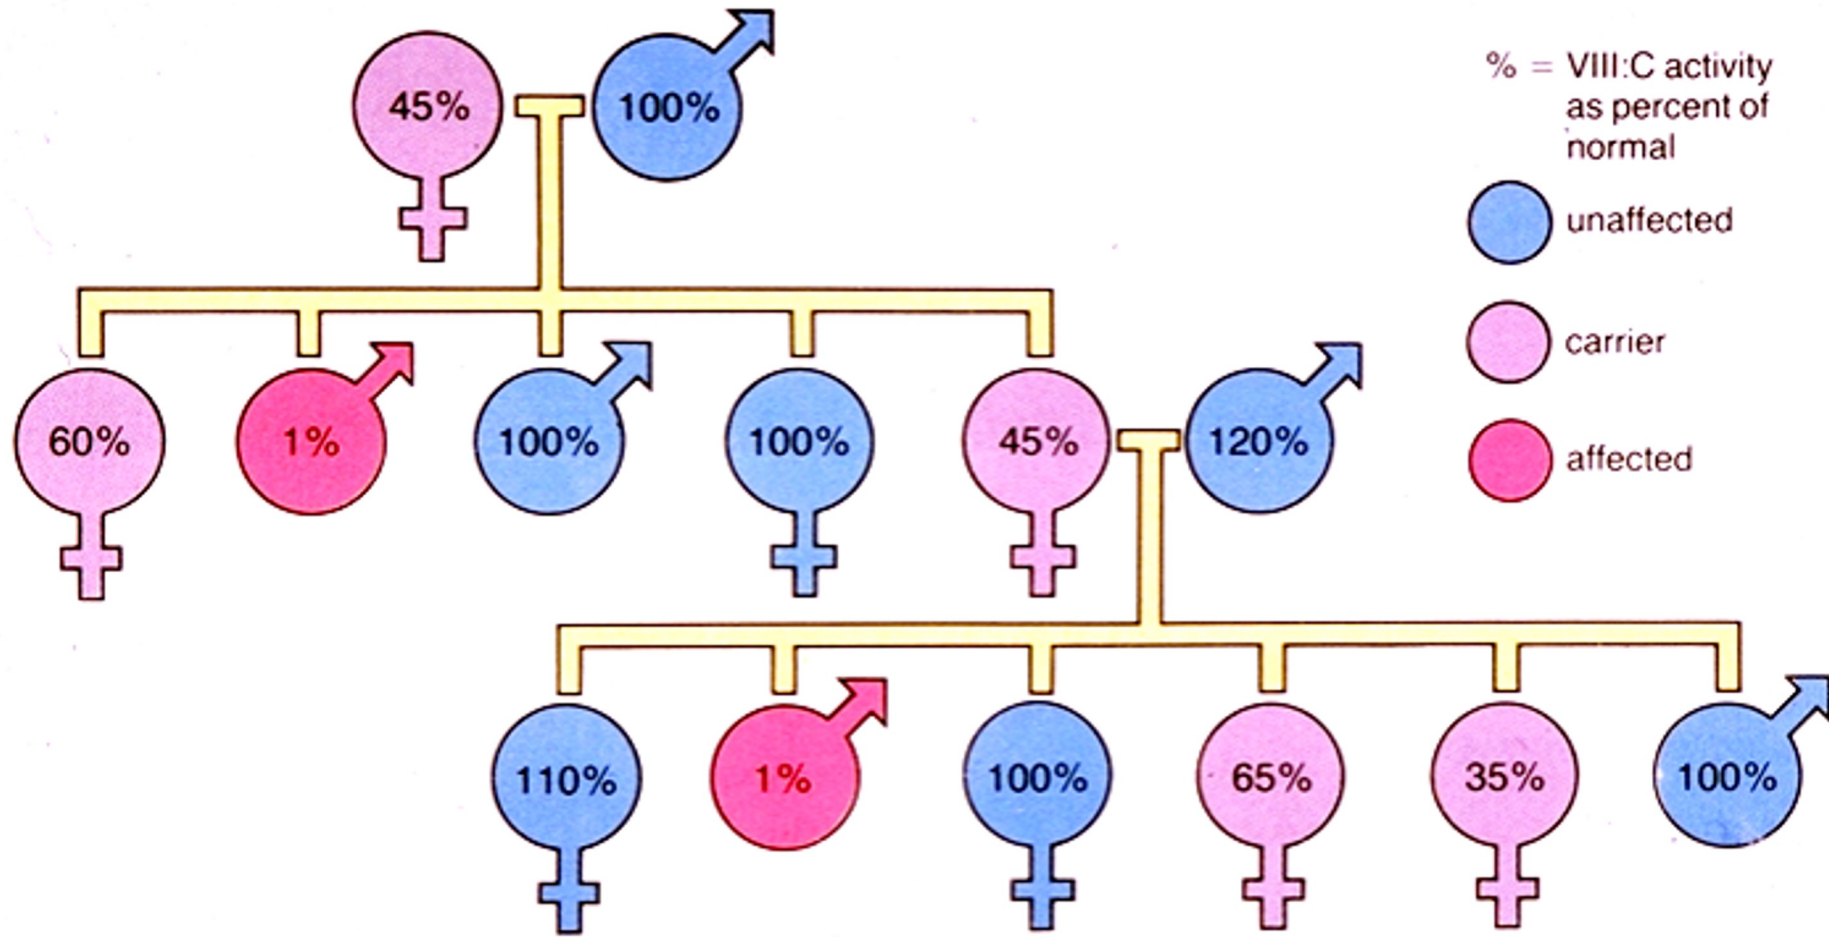 45%
100%
% = VIII:C activity
as percent of
normal
unaffected
carrier
affected
60%
1%
100%
100%
45%
120%
110%
1%
100%
65%
35%
100%